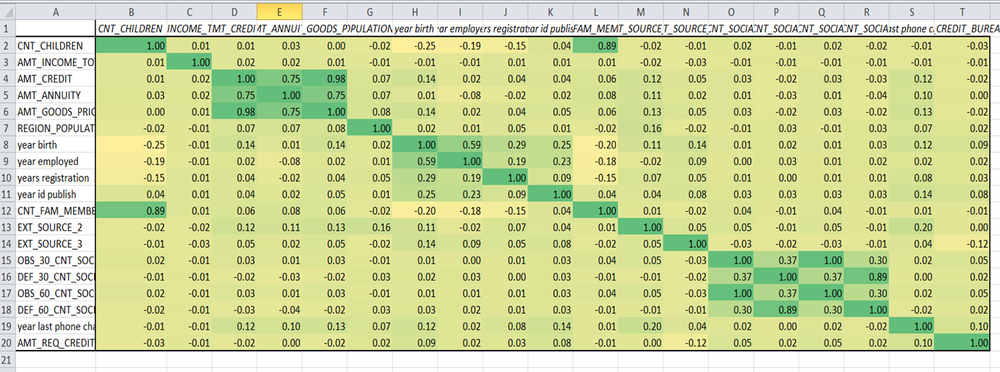 A B C D E F G H I J K L M N O P Q R S T
1 CNT_CHILDREN INCOME_T MT_CREDI MT_ANNUI _GOODS_P OPULATION year birth ar employe rs registrat ar id publis FAM_MEM T_SOURCE T_SOURCE CNT_SOCIA CNT_SOCIA CNT_SOCIA CNT_SOCIA st phone c _CREDIT_BUREA
2 CNT_CHILDREN 1.00 0.01 0.01 0.03 0.00 -0.02 -0.25 -0.19 -0.15 0.04 0.89 -0.02 -0.01 0.02 -0.01 0.02 -0.02 -0.01 -0.03
3 AMT_INCOME_TO 0.01 1.00 0.02 0.02 0.01 -0.01 -0.01 0.01 0.01 0.01 0.01 -0.02 -0.03 -0.01 -0.01 -0.01 -0.01 -0.01 -0.01
4 AMT_CREDIT 0.01 0.02 1.00 0.75 0.98 0.07 0.14 0.02 0.04 0.04 0.06 0.12 0.05 0.03 -0.02 0.03 -0.03 0.12 -0.02
5 AMT_ANNUITY 0.03 0.02 0.75 1.00 0.75 0.07 0.01 -0.08 -0.02 0.02 0.08 0.11 0.02 0.01 -0.03 0.01 -0.04 0.10 0.00
6 AMT_GOODS_PRIC 0.00 0.01 0.98 0.75 1.00 0.08 0.14 0.02 0.04 0.05 0.06 0.13 0.05 0.03 -0.02 0.03 -0.02 0.13 -0.02
7 REGION_POPULAT -0.02 -0.01 0.07 0.07 0.08 1.00 0.02 0.01 0.05 0.01 -0.02 0.16 -0.02 -0.01 0.03 -0.01 0.03 0.07 0.02
8 year birth -0.25 -0.01 0.14 0.01 0.14 0.02 1.00 0.59 0.29 0.25 -0.20 0.11 0.14 0.01 0.02 0.01 0.03 0.12 0.09
9 year employed -0.19 0.01 0.02 -0.08 0.02 0.01 0.59 1.00 0.19 0.23 -0.18 -0.02 0.09 0.00 0.03 0.01 0.02 0.02 0.02
10 years registration -0.15 0.01 0.04 -0.02 0.04 0.05 0.29 0.19 1.00 0.09 -0.15 0.07 0.05 0.01 0.00 0.01 0.01 0.08 0.03
11 year id publish 0.04 0.01 0.04 0.02 0.05 0.01 0.25 0.23 0.09 1.00 0.04 0.04 0.08 0.03 0.03 0.03 0.03 0.14 0.08
12 CNT_FAM_MEMBE 0.89 0.01 0.06 0.08 0.06 -0.02 -0.20 -0.18 -0.15 0.04 1.00 0.01 -0.02 0.04 -0.01 0.04 -0.01 0.01 -0.01
13 EXT_SOURCE_2 -0.02 -0.02 0.12 0.11 0.13 0.16 0.11 -0.02 0.07 0.04 0.01 1.00 0.05 0.05 -0.01 0.05 -0.01 0.20 0.00
14 EXT_SOURCE_3 -0.01 -0.03 0.05 0.02 0.05 -0.02 0.14 0.09 0.05 0.08 -0.02 0.05 1.00 -0.03 -0.02 -0.03 -0.01 0.04 -0.12
15 OBS_30_CNT_SOC 0.02 -0.01 0.03 0.01 0.03 -0.01 0.01 0.00 0.01 0.03 0.04 0.05 -0.03 1.00 0.37 1.00 0.30 0.02 0.05
16 DEF_30_CNT_SOCI -0.01 -0.01 -0.02 -0.03 -0.02 0.03 0.02 0.03 0.00 0.03 -0.01 -0.01 -0.02 0.37 1.00 0.37 0.89 0.00 0.02
17 OBS_60_CNT_SOC 0.02 -0.01 0.03 0.01 0.03 -0.01 0.01 0.01 0.01 0.03 0.04 0.05 -0.03 1.00 0.37 1.00 0.30 0.02 0.05
18 DEF_60_CNT_SOCI -0.02 -0.01 -0.03 -0.04 -0.02 0.03 0.03 0.02 0.01 0.03 -0.01 -0.01 -0.01 0.30 0.89 0.30 1.00 -0.02 0.02
19 year last phone cha -0.01 -0.01 0.12 0.10 0.13 0.07 0.12 0.02 0.08 0.14 0.01 0.20 0.04 0.02 0.00 0.02 -0.02 1.00 0.10
20 AMT_REQ_CREDIT -0.03 -0.01 -0.02 0.00 -0.02 0.02 0.09 0.02 0.03 0.08 -0.01 0.00 -0.12 0.05 0.02 0.05 0.02 0.10 1.00
21